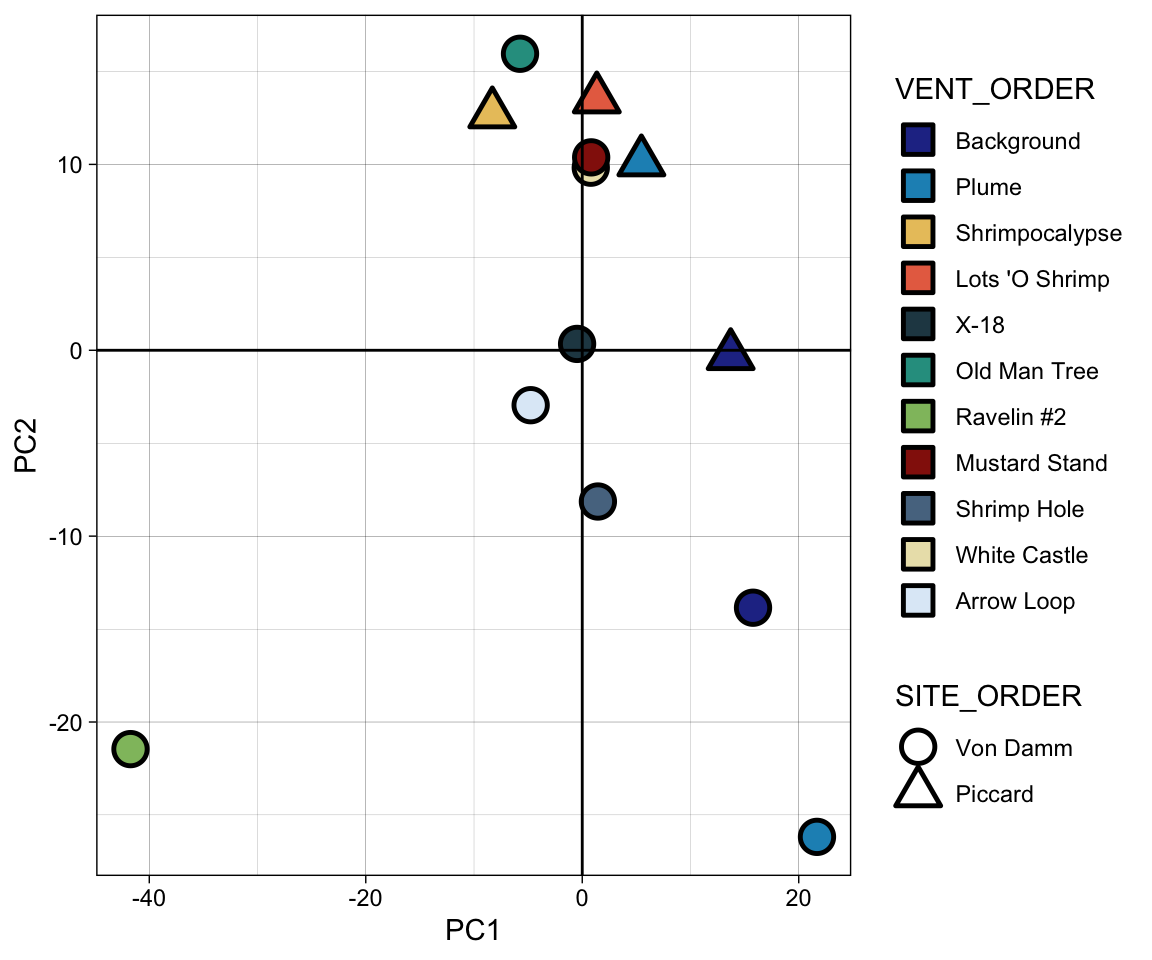 10
0
-10
-20
PC2
-40
-20
0
20
PC1
VENT_ORDER
Background
Plume
Shrimpocalypse
Lots 'O Shrimp
X-18
Old Man Tree
Ravelin #2
Mustard Stand
Shrimp Hole
White Castle
Arrow Loop
SITE_ORDER
Von Damm
Piccard